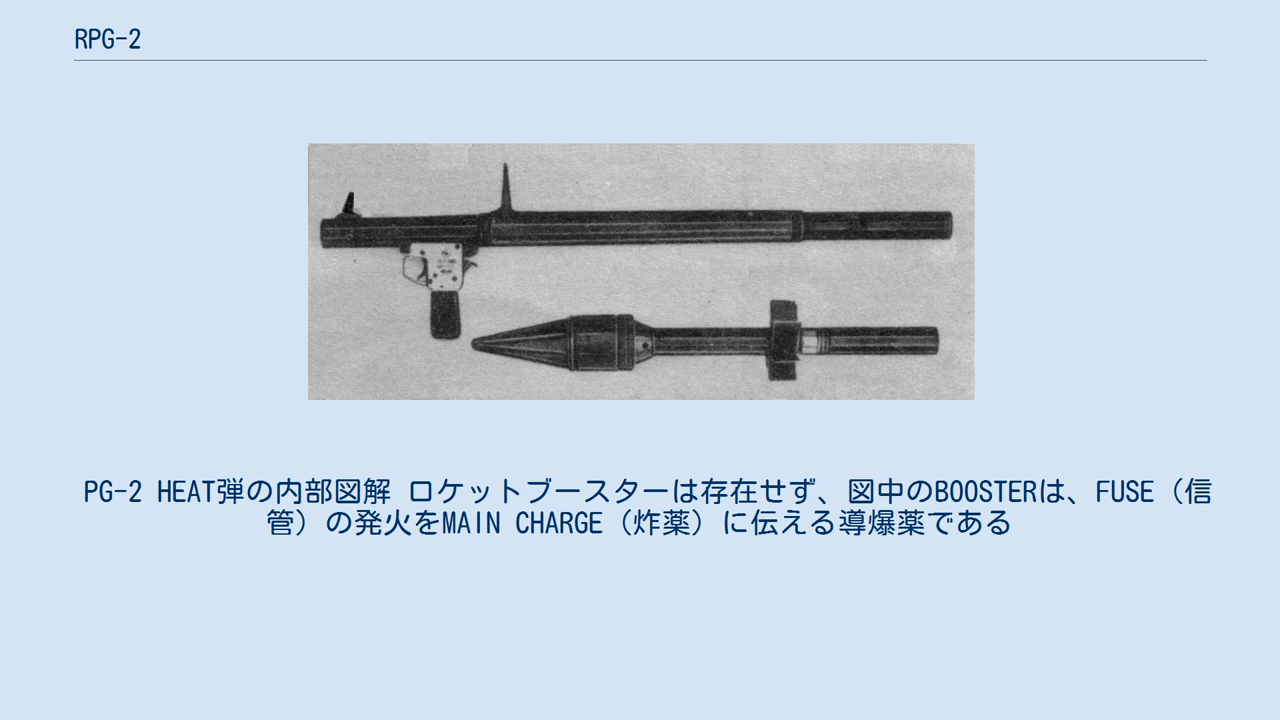 RPG-2
PG-2 HEAT弾の内部図解 ロケットブースターは存在せず、図中のBOOSTERは、FUSE（信
管）の発火をMAIN CHARGE（炸薬）に伝える導爆薬である